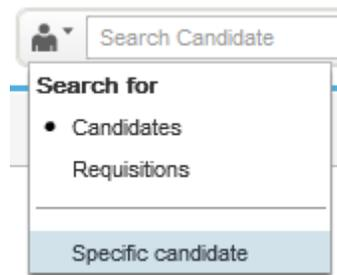 Search Candidate
Search for
Candidates
Requisitions
Specific candidate